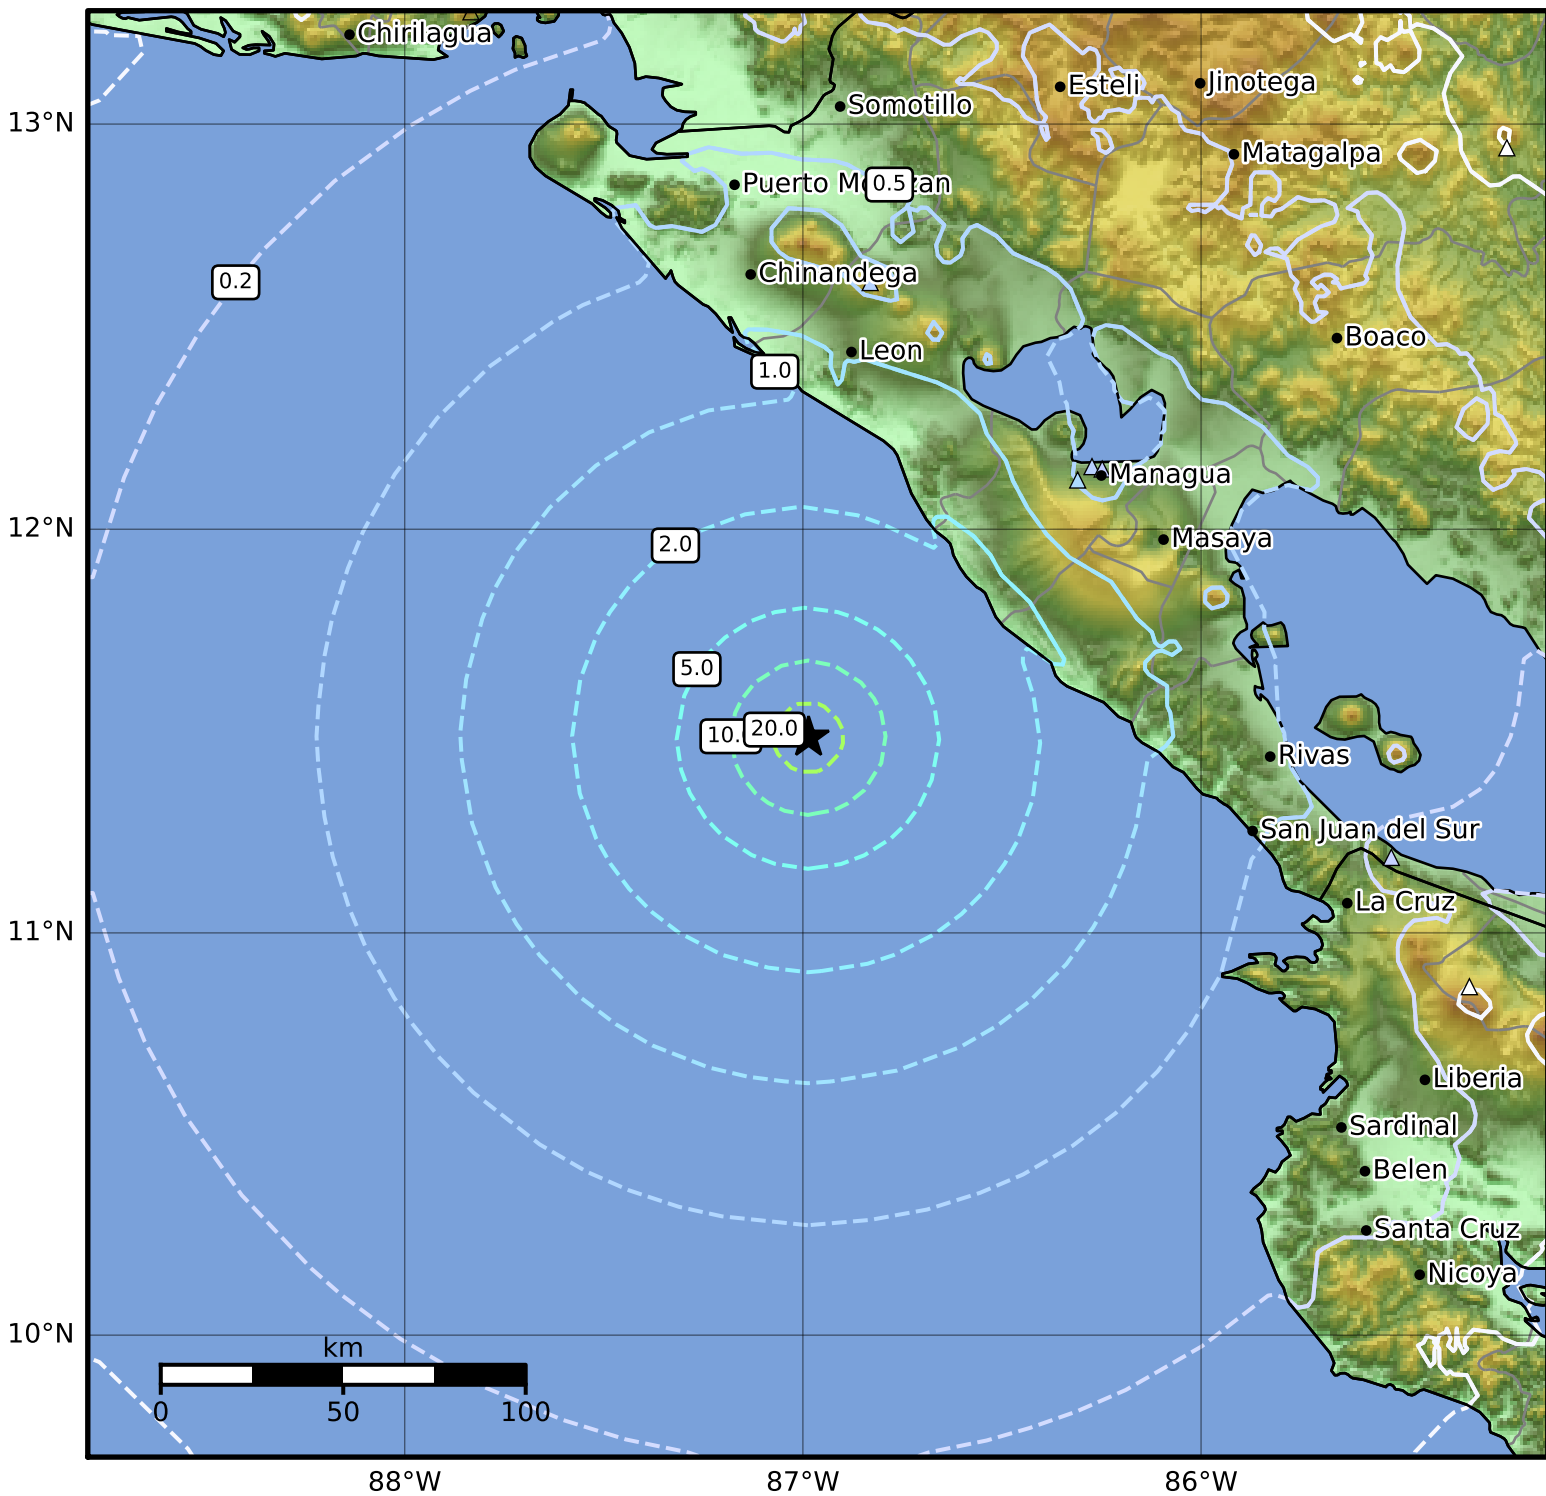 Chirilagua
Esteli
Jinotega
Somotillo
13°N
Matagalpa
Puerto
0.5
Chinandega
0.2
Boaco
Leon
1.0
Managua
12°N
Masaya
2.0
5.0
10.
20.0
Rivas
San Juan del Sur
La Cruz
11°N
Liberia
Sardinal
Belen
Santa Cruz
Nicoya
10°N
km
0 50 100
88°W 87°W 86°W